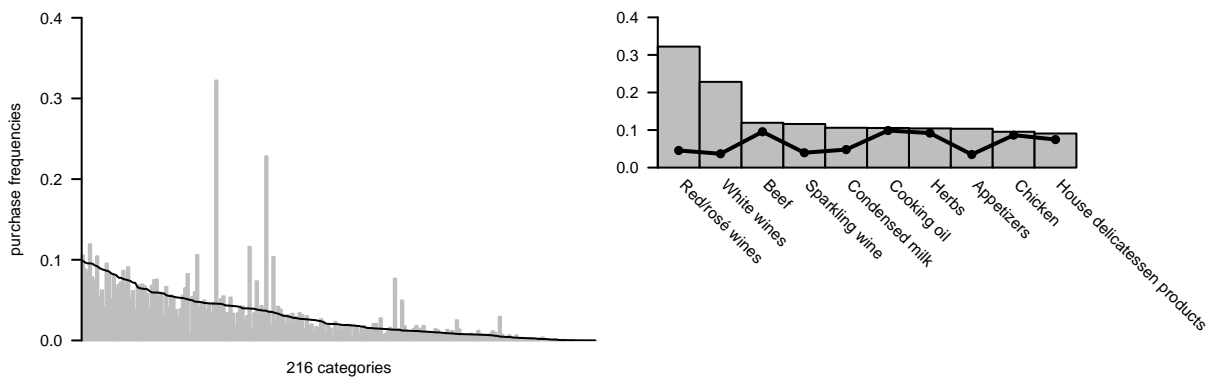 0.4
0.3
0.2
0.1
0.0
purchase frequencies
216 categories
0.4
0.3
0.2
0.1
0.0
Red/rosé wines
White wines
Beef
Sparkling wine
Condensed milk
Cooking oil
Herbs
Appetizers
Chicken
House delicatessen products